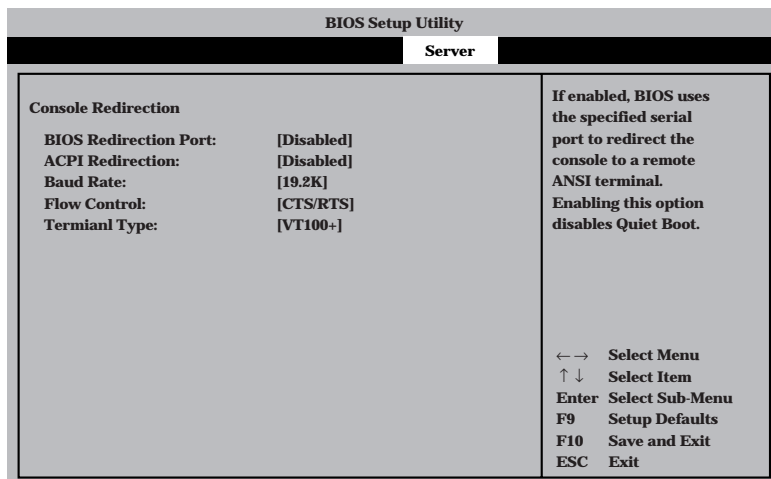 BIOS Setup Utility
Server
Console Redirection
BIOS Redirection Port: [Disabled]
ACPI Redirection: [Disabled]
Baud Rate: [19.2K]
Flow Control: [CTS/RTS]
Termianl Type: [VT100+]
If enabled, BIOS uses
the specified serial
port to redirect the
console to a remote
ANSI terminal.
Enabling this option
disables Quiet Boot.
←→ Select Menu
↑↓ Select Item
Enter Select Sub-Menu
F9 Setup Defaults
F10 Save and Exit
ESC Exit